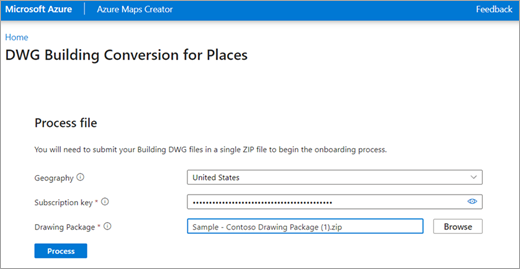 Microsoft Azure | Azure Maps Creator Feedback
Home
DWG Building Conversion for Places
Process file
You will need to submit your Building DWG files in a single ZIP file to begin the onboarding process.
Geography United States
Subscription key * ••••••••••••••••••••••••••••••••••••••••••••
Drawing Package * Sample - Contoso Drawing Package (1).zip Browse
Process